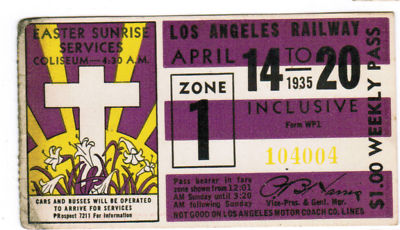 EASTER SUNRISE
SERVICES
COLISEUM—4:30 A.M.
CARS AND BUSSES WILL BE OPERATED
TO ARRIVE FOR SERVICES
PRospect 7211 For Information
LOS ANGELES RAILWAY
APRIL
14 TO 20
1935
INCLUSIVE
Form WP1
ZONE
1
104004
Pass bearer in fare
zone shown from 12:01
AM Sunday until 3:20
AM following Sunday
Vice-Pres. & Genl. Mgr.
NOT GOOD ON LOS ANGELES MOTOR COACH CO. LINES
$1.00 WEEKLY PASS